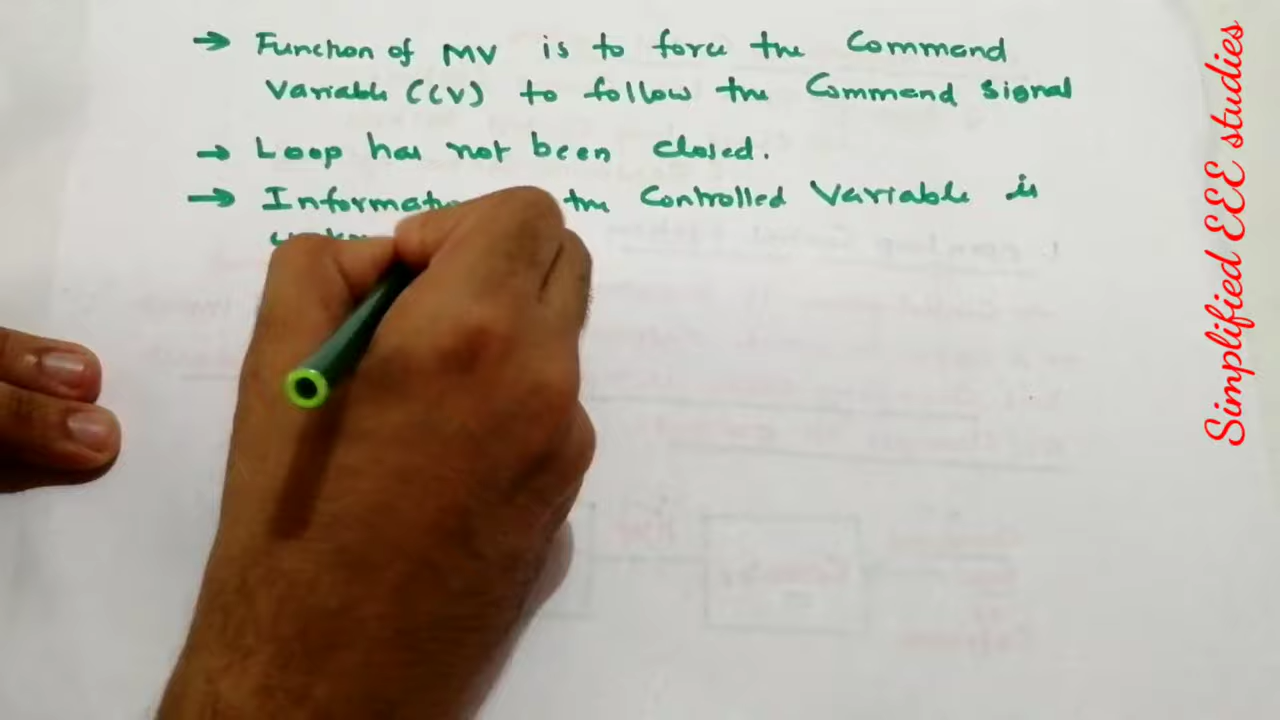 → Function of MV is to force the Command
Variable (CV) to follow the Command Signal
→ Loop has not been closed.
→ Information the Controlled Variable is
Simplified EEE studies